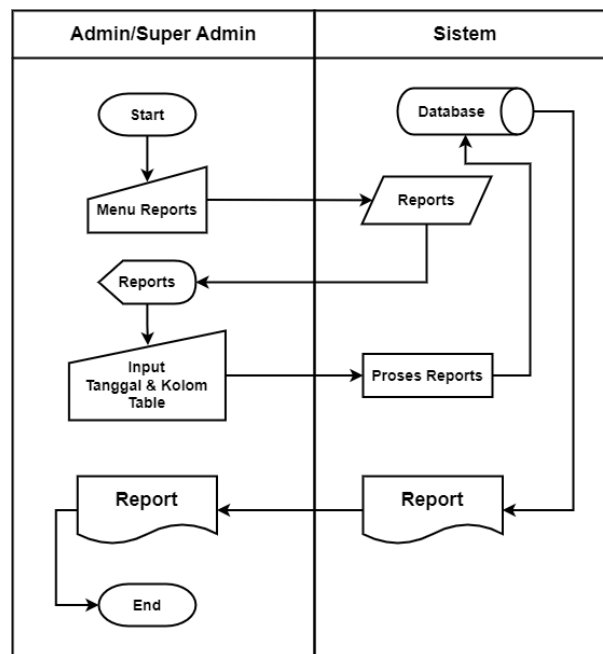 Admin/Super Admin
Sistem
Start
Database
Menu Reports
Reports
Reports
Input
Tanggal & Kolom
Table
Proses Reports
Report
Report
End